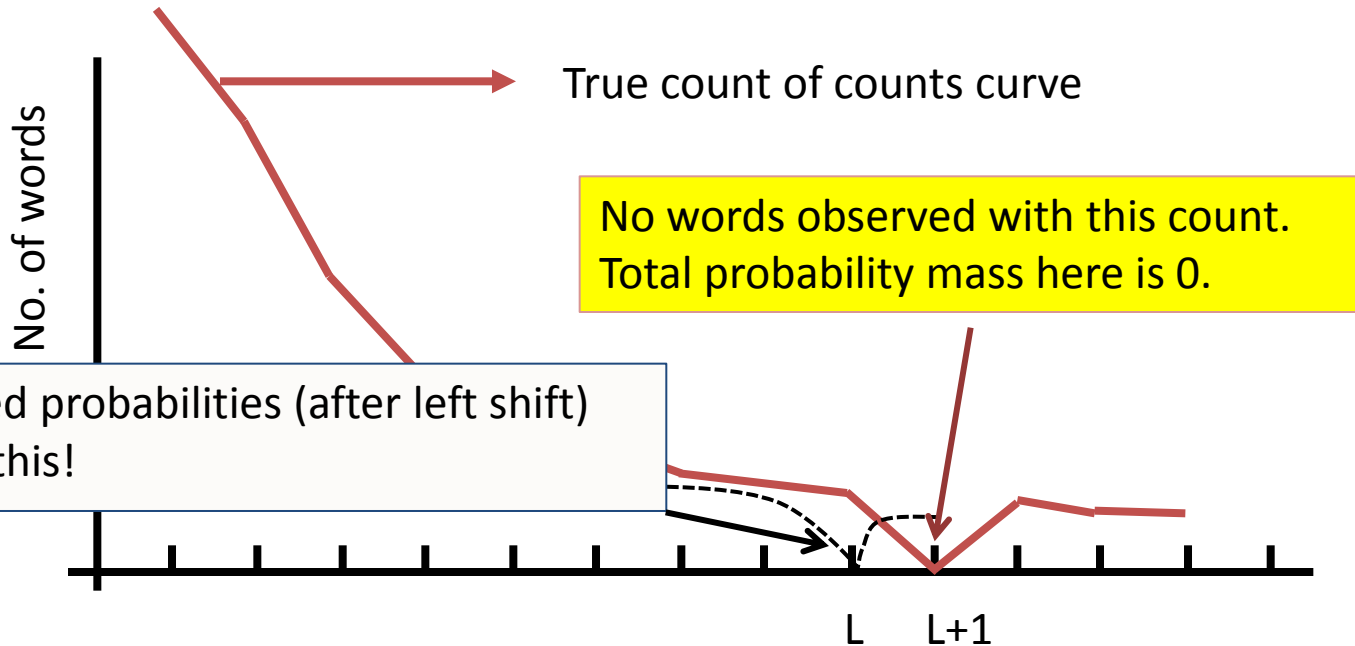 True count of counts curve
No. of words
No words observed with this count.
Total probability mass here is 0.
probabilities (after left shift)
this!
L L+1